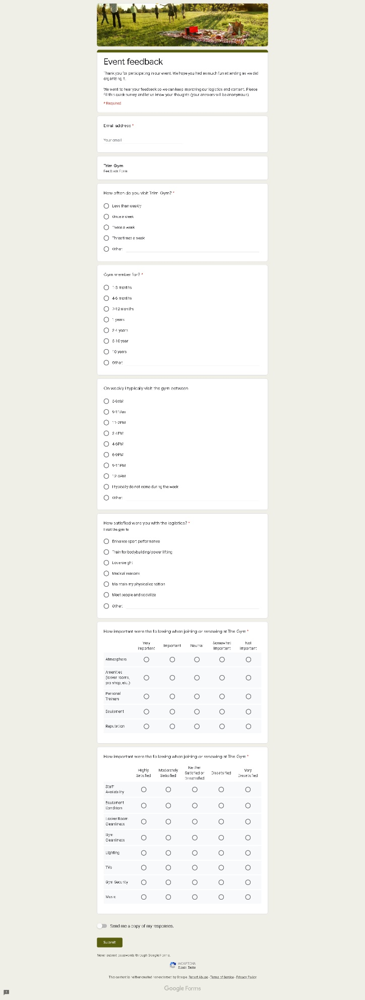 Event feedback
Thank you for participating in our event. We hope you had as much fun attending as we did
organizing it.
We want to hear your feedback so we can keep improving our logistics and content. Please
fill this quick survey and let us know your thoughts (your answers will be anonymous).
* Required
Email address *
Your email
Trim Gym
Feedback Form
How often do you visit Trim-Gym? *
Less than weekly
Once a week
Twice a week
Three times a week
Other:
Gym member for? *
1-3 months
4-6 months
7-12 months
1 years
2-4 years
5-10 year
10 years
Other:
On weekly I typically visit the gym between
5-9AM
9-11Am
11-2PM
2-4PM
4-6PM
6-9PM
9-11PM
12-5AM
I typically do not come during the week
Other:
How satisfied were you with the logistics? *
I visit the gym to
Enhance sport performance
Train for bodybuilding/power lifting
Lose weight
Medical reasons
Maintain my physical condition
Meet people and socialize
Other:
How important were the following when joining or renewing at The Gym *
Very Important Important Neutral Somewhat Important Not Important
Atmosphere
Amenities
(locker rooms,
pro shop, etc.)
Personal
Trainers
Equipment
Reputation
How important were the following when joining or renewing at The Gym *
Highly Satisfied Moderately Satisified Neither Satisfied or Dissatisfied Dissatsified Very Dissatisfied
Staff
Availability
Equipment
Condition
Locker Room
Cleanliness
Gym
Cleanliness
Lighting
TVs
Gym Security
Music
Send me a copy of my responses.
Submit
Never submit passwords through Google Forms.
reCAPTCHA
Privacy Terms
This content is neither created nor endorsed by Google. Report Abuse - Terms of Service - Privacy Policy
Google Forms